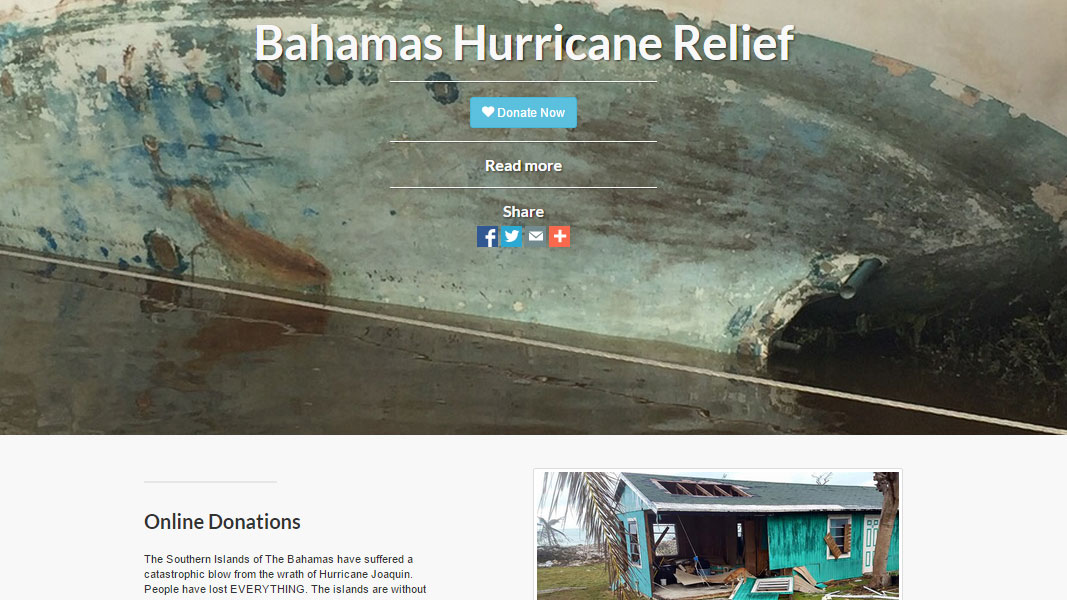 Bahamas Hurricane Relief
Donate Now
Read more
Share
Online Donations
The Southern Islands of The Bahamas have suffered a
catastrophic blow from the wrath of Hurricane Joaquin.
People have lost EVERYTHING. The islands are without